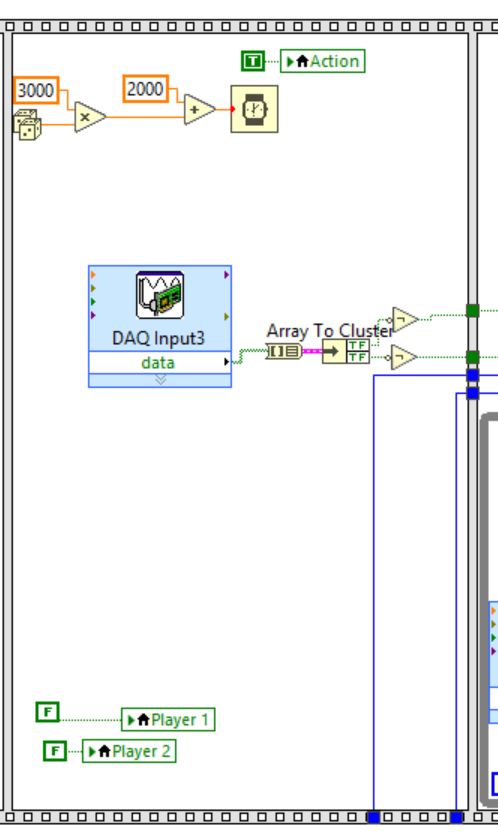 T
Action
3000
2000
×
+
DAQ Input3
data
Array To Cluster
TF
TF
F
Player 1
F
Player 2